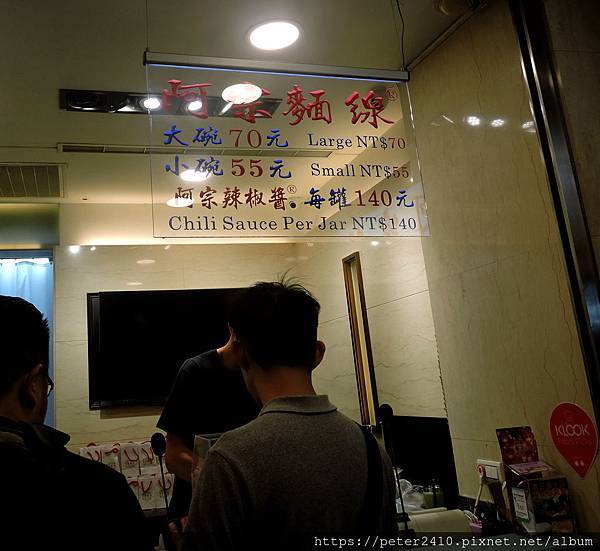 阿宗麵線®
大碗70元 Large NT$70
小碗55元 Small NT$55
阿宗辣椒醬® 每罐140元
Chili Sauce Per Jar NT$140
KLOOK
https://peter2410.pixnet.net/album